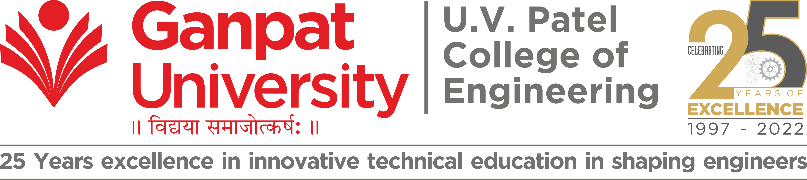 Ganpat
University
॥ विद्यया समाजोत्कर्षः ॥
U.V. Patel
College of
Engineering
CELEBRATING
25
YEARS OF
EXCELLENCE
1997 - 2022
25 Years excellence in innovative technical education in shaping engineers